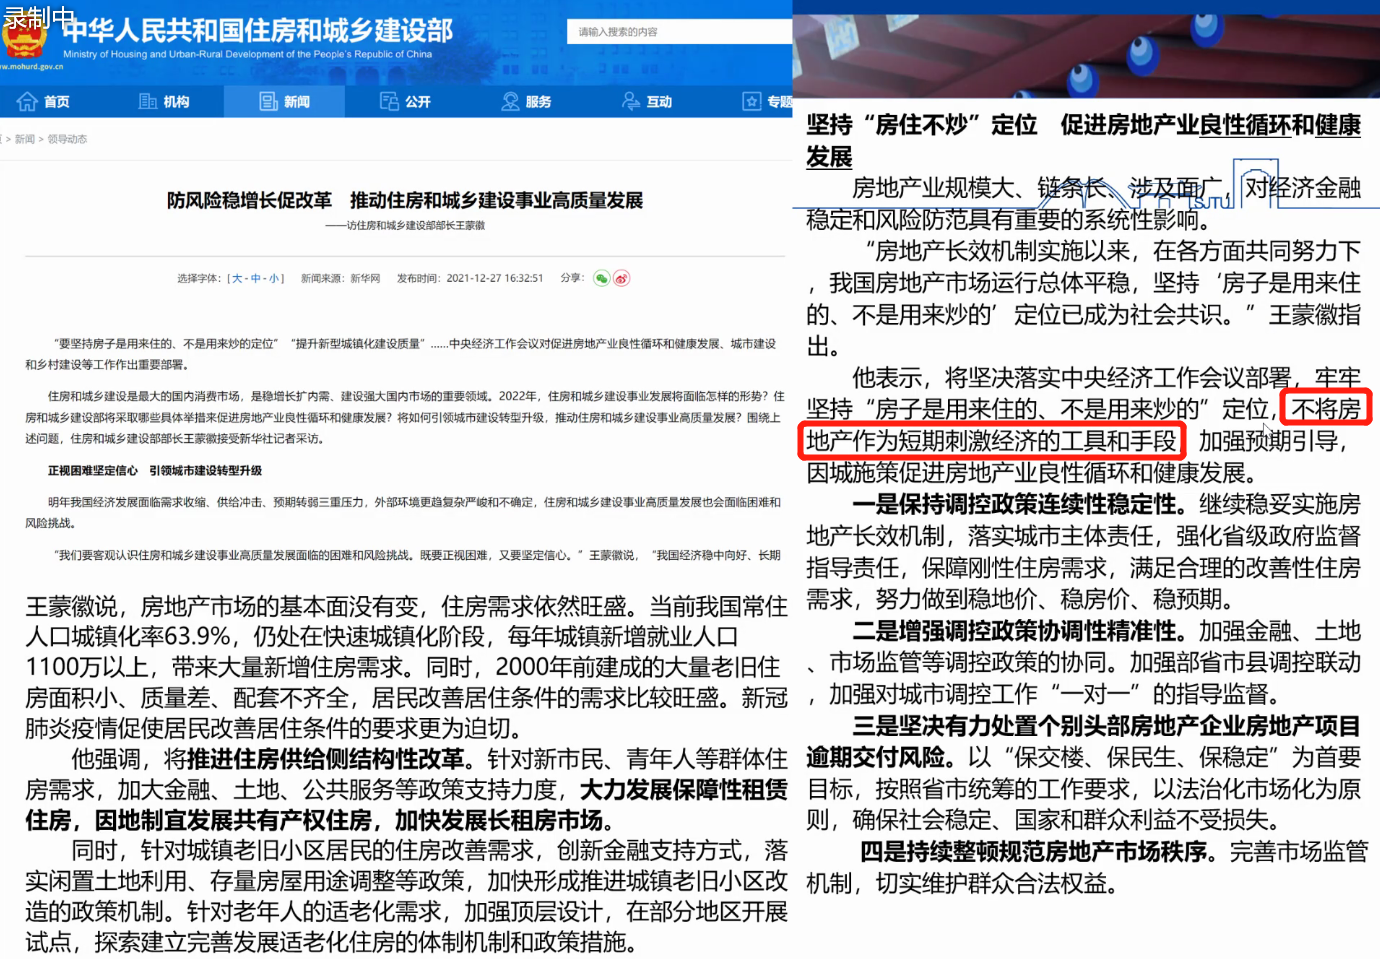 录制中
中华人民共和国住房和城乡建设部
Ministry of Housing and Urban-Rural Development of the People's Republic of China
w.mohurd.gov.cn
请输入搜索的内容
首页 机构 新闻 公开 服务 互动 专题
> 新闻 > 领导动态
防风险稳增长促改革 推动住房和城乡建设事业高质量发展
——访住房和城乡建设部部长王蒙徽
选择字体：[ 大 - 中 - 小 ] 新闻来源：新华网 发布时间：2021-12-27 16:32:51 分享：
“要坚持房子是用来住的、不是用来炒的定位”“提升新型城镇化建设质量”……中央经济工作会议对促进房地产业良性循环和健康发展、城市建设
和乡村建设等工作作出重要部署。
住房和城乡建设是最大的国内消费市场，是稳增长扩内需、建设强大国内市场的重要领域。2022年，住房和城乡建设事业发展将面临怎样的形势？住
房和城乡建设部将采取哪些具体举措来促进房地产业良性循环和健康发展？将如何引领城市建设转型升级，推动住房和城乡建设事业高质量发展？围绕上
述问题，住房和城乡建设部部长王蒙徽接受新华社记者采访。
正视困难坚定信心 引领城市建设转型升级
明年我国经济发展面临需求收缩、供给冲击、预期转弱三重压力，外部环境更趋复杂严峻和不确定，住房和城乡建设事业高质量发展也会面临困难和
风险挑战。
“我们要客观认识住房和城乡建设事业高质量发展面临的困难和风险挑战。既要正视困难，又要坚定信心。”王蒙徽说，“我国经济稳中向好、长期
王蒙徽说，房地产市场的基本面没有变，住房需求依然旺盛。当前我国常住
人口城镇化率63.9%，仍处在快速城镇化阶段，每年城镇新增就业人口
1100万以上，带来大量新增住房需求。同时，2000年前建成的大量老旧住
房面积小、质量差、配套不齐全，居民改善居住条件的需求比较旺盛。新冠
肺炎疫情促使居民改善居住条件的要求更为迫切。
他强调，将推进住房供给侧结构性改革。针对新市民、青年人等群体住
房需求，加大金融、土地、公共服务等政策支持力度，大力发展保障性租赁
住房，因地制宜发展共有产权住房，加快发展长租房市场。
同时，针对城镇老旧小区居民的住房改善需求，创新金融支持方式，落
实闲置土地利用、存量房屋用途调整等政策，加快形成推进城镇老旧小区改
造的政策机制。针对老年人的适老化需求，加强顶层设计，在部分地区开展
试点，探索建立完善发展适老化住房的体制机制和政策措施。
坚持“房住不炒”定位 促进房地产业良性循环和健康
发展
房地产业规模大、链条长、涉及面广，对经济金融
稳定和风险防范具有重要的系统性影响。
SJTU
“房地产长效机制实施以来，在各方面共同努力下
，我国房地产市场运行总体平稳，坚持‘房子是用来住
的、不是用来炒的’定位已成为社会共识。”王蒙徽指
出。
他表示，将坚决落实中央经济工作会议部署，牢牢
坚持“房子是用来住的、不是用来炒的”定位，不将房
地产作为短期刺激经济的工具和手段，加强预期引导，
因城施策促进房地产业良性循环和健康发展。
一是保持调控政策连续性稳定性。继续稳妥实施房
地产长效机制，落实城市主体责任，强化省级政府监督
指导责任，保障刚性住房需求，满足合理的改善性住房
需求，努力做到稳地价、稳房价、稳预期。
二是增强调控政策协调性精准性。加强金融、土地
、市场监管等调控政策的协同。加强部省市县调控联动
，加强对城市调控工作“一对一”的指导监督。
三是坚决有力处置个别头部房地产企业房地产项目
逾期交付风险。以“保交楼、保民生、保稳定”为首要
目标，按照省市统筹的工作要求，以法治化市场化为原
则，确保社会稳定、国家和群众利益不受损失。
四是持续整顿规范房地产市场秩序。完善市场监管
机制，切实维护群众合法权益。